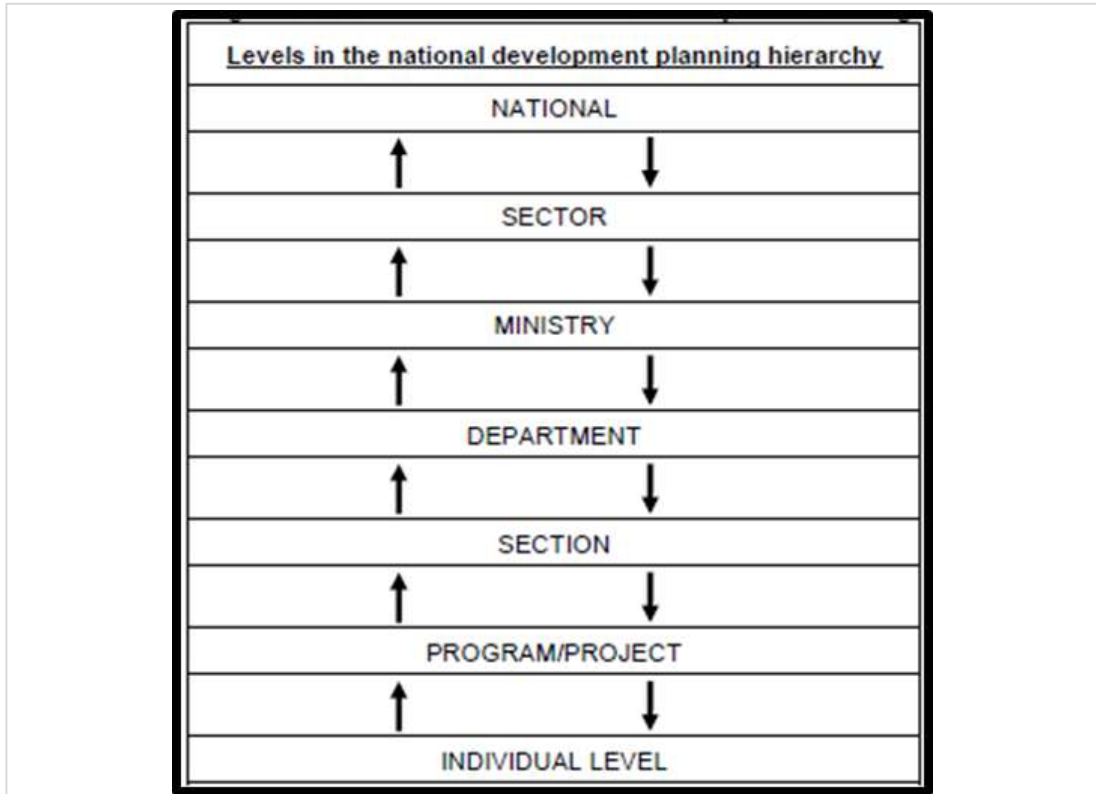 Levels in the national development planning hierarchy
NATIONAL
SECTOR
MINISTRY
DEPARTMENT
SECTION
PROGRAM/PROJECT
INDIVIDUAL LEVEL